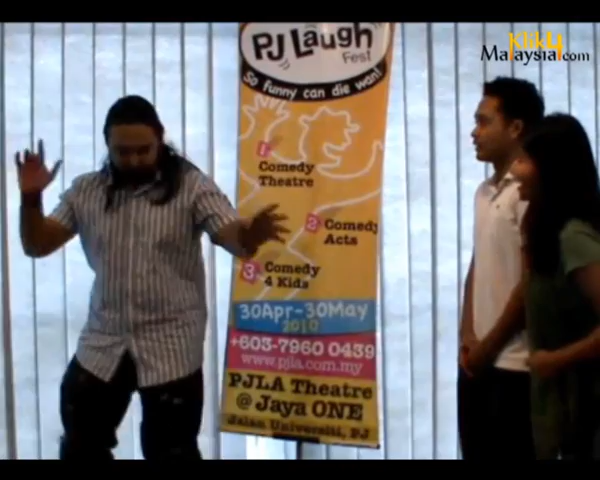 Klik4
Malaysia.com
PJ Laugh
Fest
So funny can die wan!
1
Comedy
Theatre
2 Comedy
Acts
3 Comedy
4 Kids
30Apr-30May
2010
+603-7960 0439
www.pjla.com.my
PJLA Theatre
@ Jaya ONE
Jalan Universiti, PJ